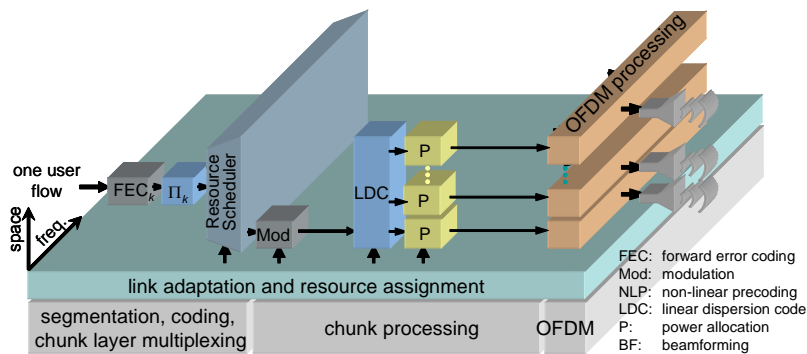 one user
flow
FECk
Πk
Resource
Scheduler
Mod
LDC
P
P
P
OFDM processing
space
freq.
link adaptation and resource assignment
segmentation, coding,
chunk layer multiplexing
chunk processing
OFDM
FEC: forward error coding
Mod: modulation
NLP: non-linear precoding
LDC: linear dispersion code
P: power allocation
BF: beamforming